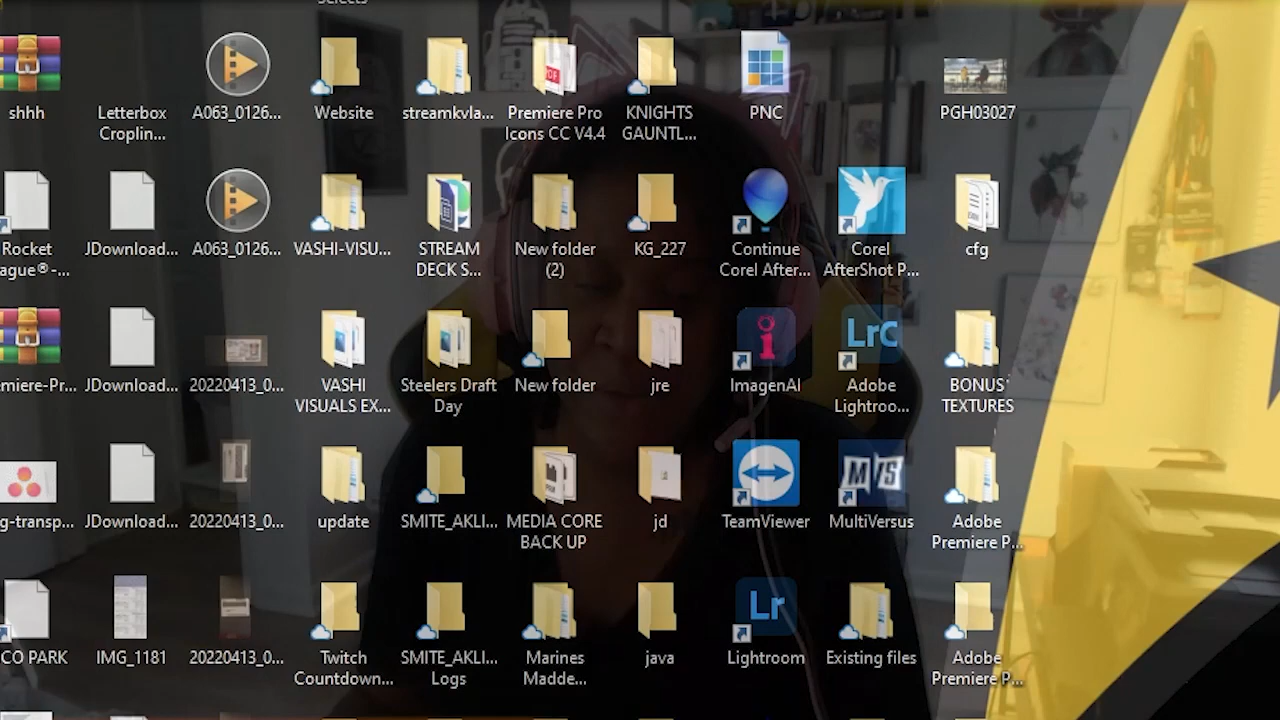 shhh
Letterbox
Croplin...
A063_0126...
Website
streamkvla...
Premiere Pro
Icons CC V4.4
KNIGHTS
GAUNTL...
PNC
PGH03027
Rocket
ague®-...
JDownload...
A063_0126...
VASHI-VISU...
STREAM
DECK S...
New folder
(2)
KG_227
Continue
Corel After...
Corel
AfterShot P...
cfg
emiere-Pr...
JDownload...
20220413_0...
VASHI
VISUALS EX...
Steelers Draft
Day
New folder
jre
ImagenAI
LrC
Adobe
Lightroo...
BONUS
TEXTURES
g-transp...
JDownload...
20220413_0...
update
SMITE_AKLI...
MEDIA CORE
BACK UP
jd
TeamViewer
M/S
MultiVersus
Adobe
Premiere P...
CO PARK
IMG_1181
20220413_0...
Twitch
Countdown...
SMITE_AKLI...
Logs
Marines
Madde...
java
Lr
Lightroom
Existing files
Adobe
Premiere P...